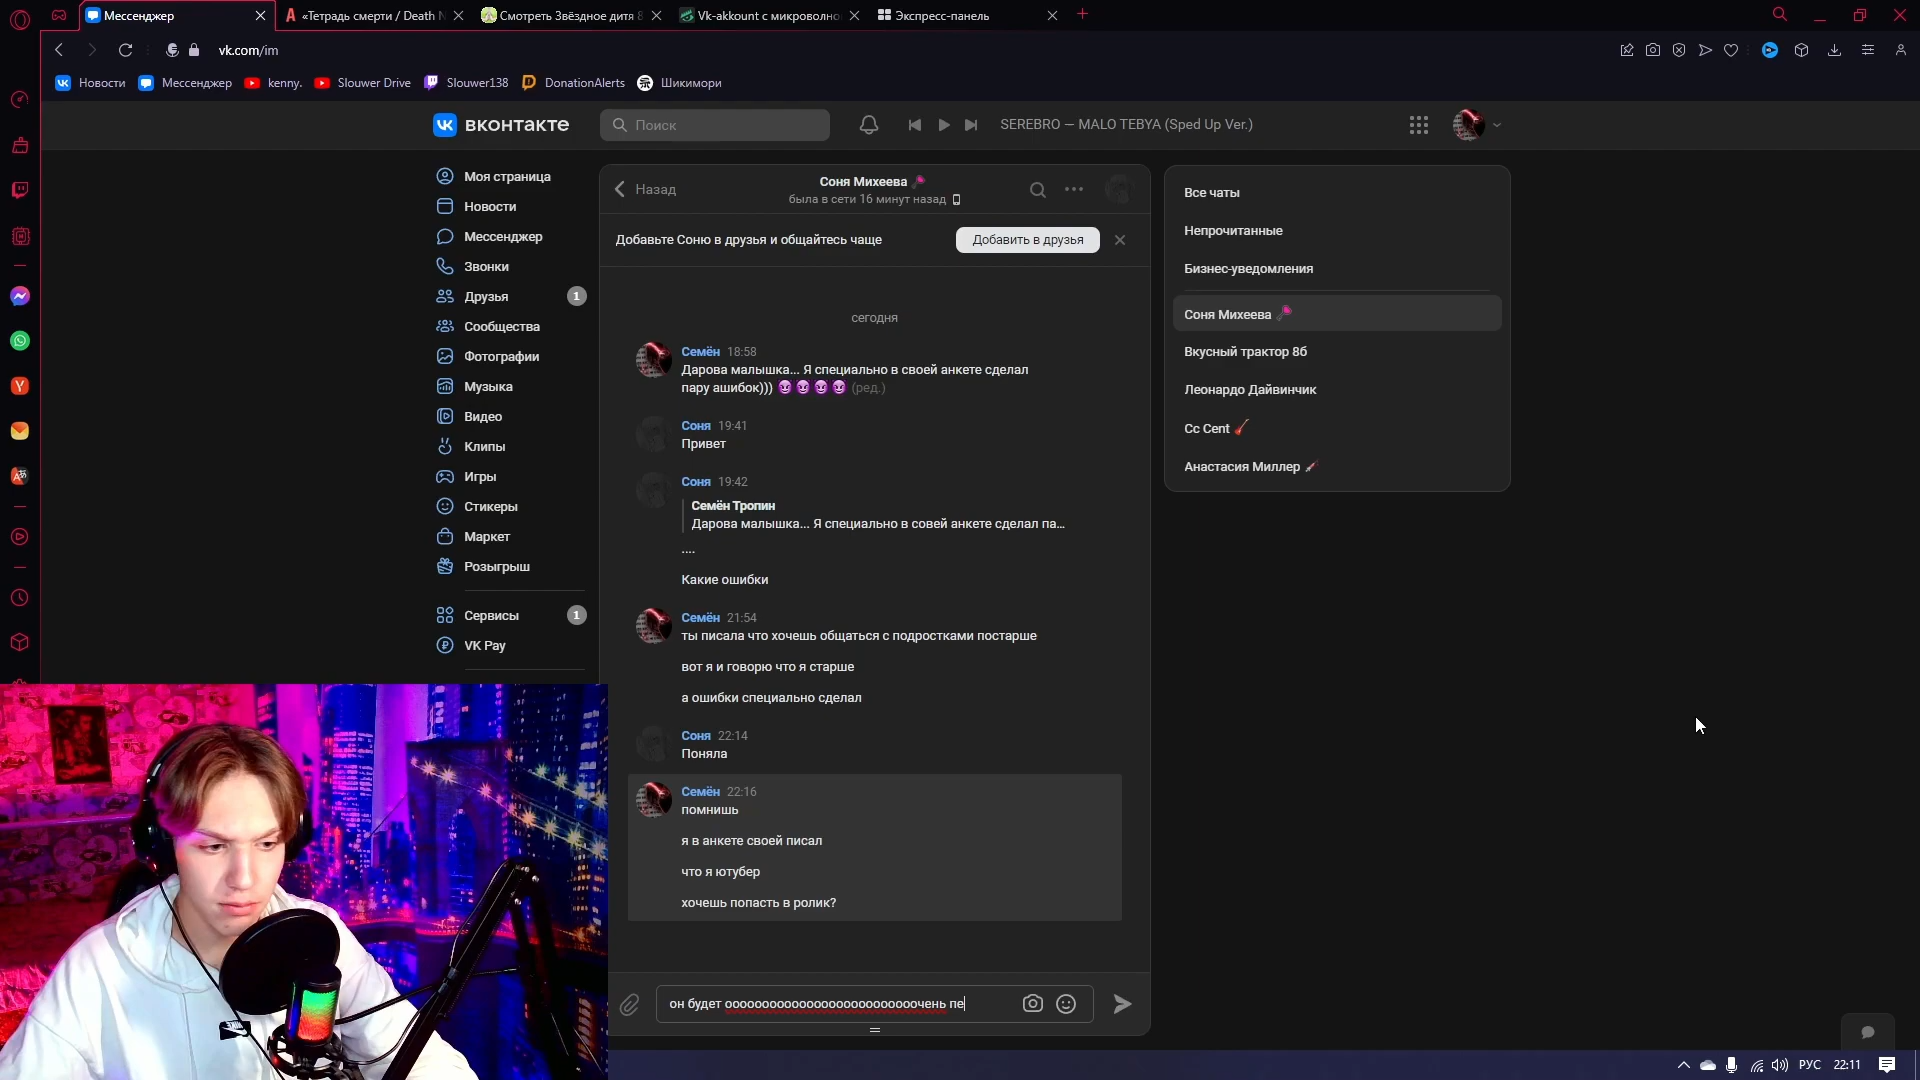 Мессенджер
«Тетрадь смерти / Death N
Смотреть Звёздное дитя 8
Vk-akkount с микроволно
Экспресс-панель
vk.com/im
Новости
Мессенджер
kenny.
Slouwer Drive
Slouwer138
DonationAlerts
Шикимори
вконтакте
Поиск
SEREBRO — MALO TEBYA (Sped Up Ver.)
Моя страница
Новости
Мессенджер
Звонки
Друзья
1
Сообщества
Фотографии
Музыка
Видео
Клипы
Игры
Стикеры
Маркет
Розыгрыш
Сервисы
1
VK Pay
Назад
Соня Михеева
была в сети 16 минут назад
Добавьте Соню в друзья и общайтесь чаще
Добавить в друзья
сегодня
Семён 18:58
Дарова малышка... Я специально в своей анкете сделал
пару ашибок))) 😈😈😈😈 (ред.)
Соня 19:41
Привет
Соня 19:42
Семён Тропин
Дарова малышка... Я специально в совей анкете сделал па...
....
Какие ошибки
Семён 21:54
ты писала что хочешь общаться с подростками постарше
вот я и говорю что я старше
а ошибки специально сделал
Соня 22:14
Поняла
Семён 22:16
помнишь
я в анкете своей писал
что я ютубер
хочешь попасть в ролик?
он будет ооооооооооооооооооооооооочень пе
Все чаты
Непрочитанные
Бизнес-уведомления
Соня Михеева
Вкусный трактор 8б
Леонардо Дайвинчик
Cc Cent
Анастасия Миллер
РУС
22:11